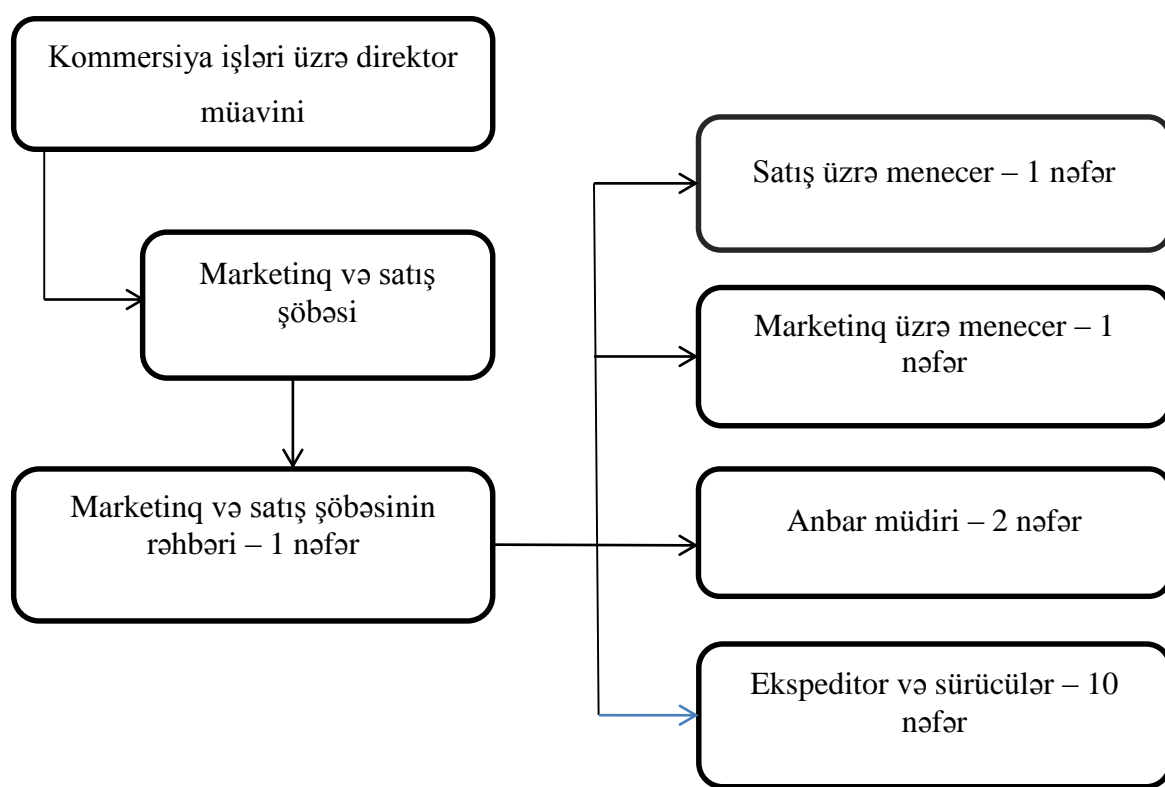 Kommersiya işləri üzrə direktor
müavini
Marketinq və satış
şöbəsi
Marketinq və satış şöbəsinin
rəhbəri – 1 nəfər
Satış üzrə menecer – 1 nəfər
Marketinq üzrə menecer – 1
nəfər
Anbar müdiri – 2 nəfər
Ekspeditor və sürücülər – 10
nəfər